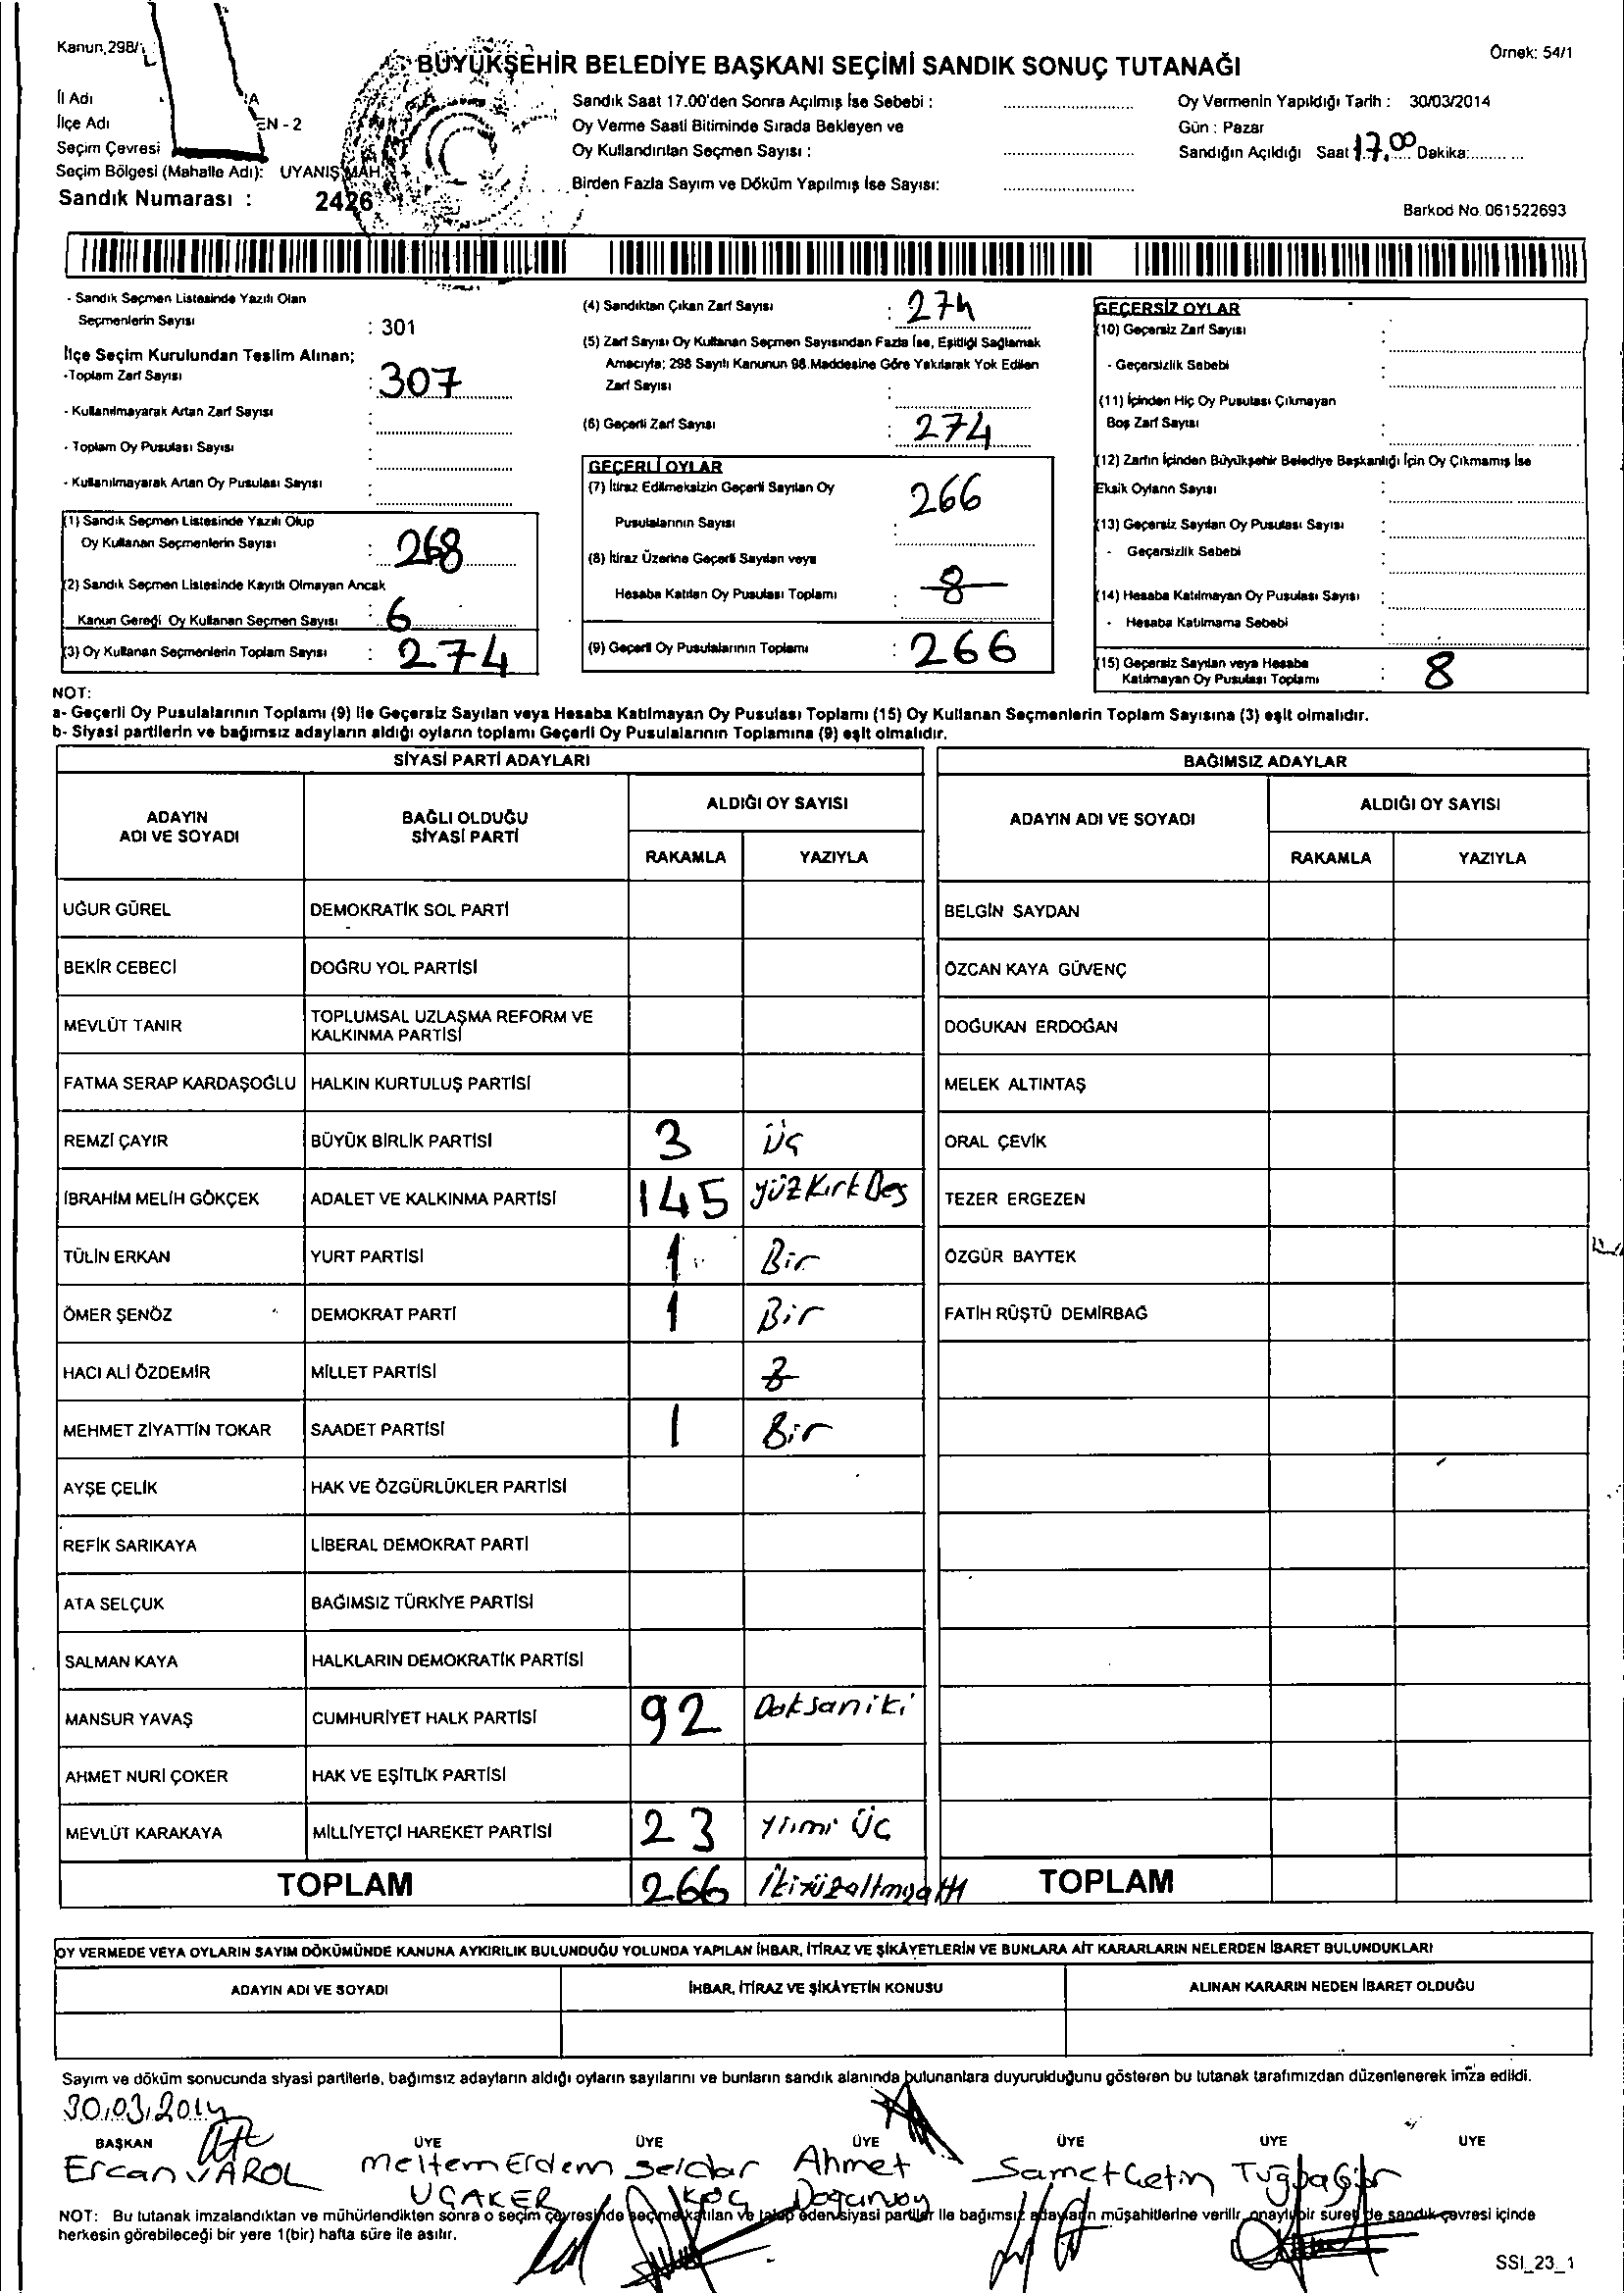 Kanun,298/
Örnek: 54/1
BÜYÜKŞEHİR BELEDİYE BAŞKANI SEÇİMİ SANDIK SONUÇ TUTANAĞI
İl Adı
İlçe Adı EN - 2
Seçim Çevresi
Seçim Bölgesi (Mahalle Adı): UYANIŞ MAH.
Sandık Numarası : 2426
Sandık Saat 17.00'den Sonra Açılmış İse Sebebi :
Oy Verme Saati Bitiminde Sırada Bekleyen ve
Oy Kullandırılan Seçmen Sayısı :
Birden Fazla Sayım ve Döküm Yapılmış İse Sayısı:
Oy Vermenin Yapıldığı Tarih : 30/03/2014
Gün : Pazar
Sandığın Açıldığı Saat 17.00 Dakika:
Barkod No. 061522693
- Sandık Seçmen Listesinde Yazılı Olan
Seçmenlerin Sayısı : 301
İlçe Seçim Kurulundan Teslim Alınan;
-Toplam Zarf Sayısı : 307
- Kullanılmayarak Artan Zarf Sayısı :
- Toplam Oy Pusulası Sayısı :
- Kullanılmayarak Artan Oy Pusulası Sayısı :
(1) Sandık Seçmen Listesinde Yazılı Olup
Oy Kullanan Seçmenlerin Sayısı : 268
(2) Sandık Seçmen Listesinde Kayıtlı Olmayan Ancak
Kanun Gereği Oy Kullanan Seçmen Sayısı : 6
(3) Oy Kullanan Seçmenlerin Toplam Sayısı : 274
(4) Sandıktan Çıkan Zarf Sayısı : 274
(5) Zarf Sayısı Oy Kullanan Seçmen Sayısından Fazla İse, Eşitliği Sağlamak
Amacıyla; 298 Sayılı Kanunun 98.Maddesine Göre Yakılarak Yok Edilen
Zarf Sayısı :
(6) Geçerli Zarf Sayısı : 274
GEÇERLİ OYLAR
(7) İtiraz Edilmeksizin Geçerli Sayılan Oy
Pusulalarının Sayısı : 266
(8) İtiraz Üzerine Geçerli Sayılan veya
Hesaba Katılan Oy Pusulası Toplamı : 8
(9) Geçerli Oy Pusulalarının Toplamı : 266
GEÇERSİZ OYLAR
(10) Geçersiz Zarf Sayısı :
- Geçersizlik Sebebi :
(11) İçinden Hiç Oy Pusulası Çıkmayan
Boş Zarf Sayısı :
(12) Zarfın İçinden Büyükşehir Belediye Başkanlığı İçin Oy Çıkmamış İse
Eksik Oyların Sayısı :
(13) Geçersiz Sayılan Oy Pusulası Sayısı :
- Geçersizlik Sebebi :
(14) Hesaba Katılmayan Oy Pusulası Sayısı :
- Hesaba Katılmama Sebebi :
(15) Geçersiz Sayılan veya Hesaba
Katılmayan Oy Pusulası Toplamı : 8
NOT:
a- Geçerli Oy Pusulalarının Toplamı (9) ile Geçersiz Sayılan veya Hesaba Katılmayan Oy Pusulası Toplamı (15) Oy Kullanan Seçmenlerin Toplam Sayısına (3) eşit olmalıdır.
b- Siyasi partilerin ve bağımsız adayların aldığı oyların toplamı Geçerli Oy Pusulalarının Toplamına (9) eşit olmalıdır.
SİYASİ PARTİ ADAYLARI BAĞIMSIZ ADAYLAR
ADAYIN ADI VE SOYADI BAĞLI OLDUĞU SİYASİ PARTİ ALDIĞI OY SAYISI ADAYIN ADI VE SOYADI ALDIĞI OY SAYISI
RAKAMLA YAZIYLA RAKAMLA YAZIYLA
UĞUR GÜREL DEMOKRATİK SOL PARTİ BELGİN SAYDAN
BEKİR CEBECİ DOĞRU YOL PARTİSİ ÖZCAN KAYA GÜVENÇ
MEVLÜT TANIR TOPLUMSAL UZLAŞMA REFORM VE KALKINMA PARTİSİ DOĞUKAN ERDOĞAN
FATMA SERAP KARDAŞOĞLU HALKIN KURTULUŞ PARTİSİ MELEK ALTINTAŞ
REMZİ ÇAYIR BÜYÜK BİRLİK PARTİSİ 3 Üç ORAL ÇEVİK
İBRAHİM MELİH GÖKÇEK ADALET VE KALKINMA PARTİSİ 145 yüzkırkBeş TEZER ERGEZEN
TÜLİN ERKAN YURT PARTİSİ 1 Bir ÖZGÜR BAYTEK
ÖMER ŞENÖZ DEMOKRAT PARTİ 1 Bir FATİH RÜŞTÜ DEMİRBAĞ
HACI ALİ ÖZDEMİR MİLLET PARTİSİ
MEHMET ZİYATTİN TOKAR SAADET PARTİSİ 1 Bir
AYŞE ÇELİK HAK VE ÖZGÜRLÜKLER PARTİSİ
REFİK SARIKAYA LİBERAL DEMOKRAT PARTİ
ATA SELÇUK BAĞIMSIZ TÜRKİYE PARTİSİ
SALMAN KAYA HALKLARIN DEMOKRATİK PARTİSİ
MANSUR YAVAŞ CUMHURİYET HALK PARTİSİ 92 Doksaniki
AHMET NURİ ÇOKER HAK VE EŞİTLİK PARTİSİ
MEVLÜT KARAKAYA MİLLİYETÇİ HAREKET PARTİSİ 23 Yirmi Üç
TOPLAM 266 İkiyüzaltmışaltı TOPLAM
OY VERMEDE VEYA OYLARIN SAYIM DÖKÜMÜNDE KANUNA AYKIRILIK BULUNDUĞU YOLUNDA YAPILAN İHBAR, İTİRAZ VE ŞİKÂYETLERİN VE BUNLARA AİT KARARLARIN NELERDEN İBARET BULUNDUKLARI
ADAYIN ADI VE SOYADI İHBAR, İTİRAZ VE ŞİKÂYETİN KONUSU ALINAN KARARIN NEDEN İBARET OLDUĞU
Sayım ve döküm sonucunda siyasi partilerle, bağımsız adayların aldığı oyların sayılarını ve bunların sandık alanında bulunanlara duyurulduğunu gösteren bu tutanak tarafımızdan düzenlenerek imza edildi.
30.03.2014
BAŞKAN ÜYE ÜYE ÜYE ÜYE ÜYE ÜYE
Ercan VAROL Meltem Erdem Serdar Ahmet Samet Çetin Tuğba
UÇAKER KOÇ Doğansoy
NOT: Bu tutanak imzalandıktan ve mühürlendikten sonra o seçim çevresinde seçime katılan ve talep eden siyasi partiler ile bağımsız adayların müşahitlerine verilir, onaylı bir sureti de sandık çevresi içinde
herkesin görebileceği bir yere 1(bir) hafta süre ile asılır.
SSI_23_1